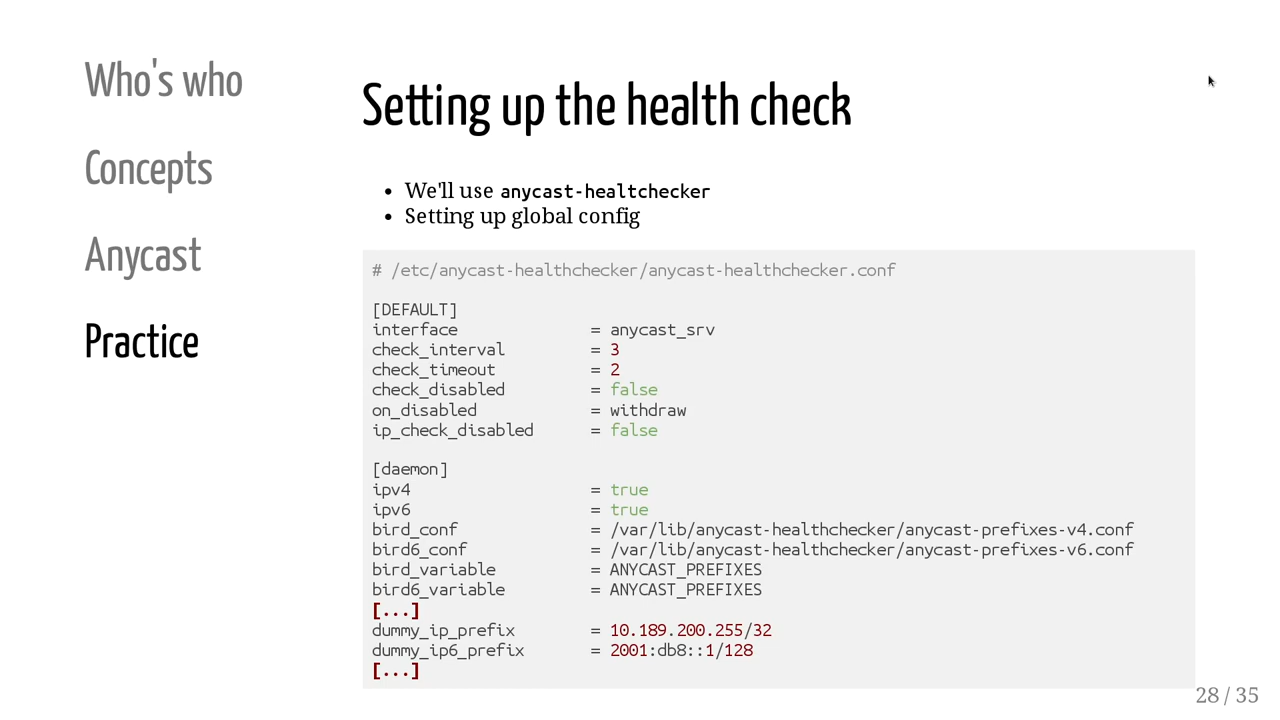 Who's who
Concepts
Anycast
Practice
Setting up the health check
• We'll use anycast-healtchecker
• Setting up global config
# /etc/anycast-healthchecker/anycast-healthchecker.conf
[DEFAULT]
interface = anycast_srv
check_interval = 3
check_timeout = 2
check_disabled = false
on_disabled = withdraw
ip_check_disabled = false
[daemon]
ipv4 = true
ipv6 = true
bird_conf = /var/lib/anycast-healthchecker/anycast-prefixes-v4.conf
bird6_conf = /var/lib/anycast-healthchecker/anycast-prefixes-v6.conf
bird_variable = ANYCAST_PREFIXES
bird6_variable = ANYCAST_PREFIXES
[...]
dummy_ip_prefix = 10.189.200.255/32
dummy_ip6_prefix = 2001:db8::1/128
[...]
28 / 35